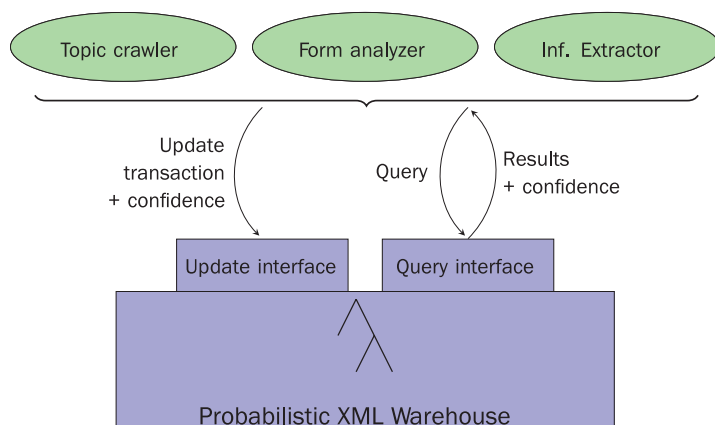 Topic crawler
Form analyzer
Inf. Extractor
Update
transaction
+ confidence
Query
Results
+ confidence
Update interface
Query interface
Probabilistic XML Warehouse